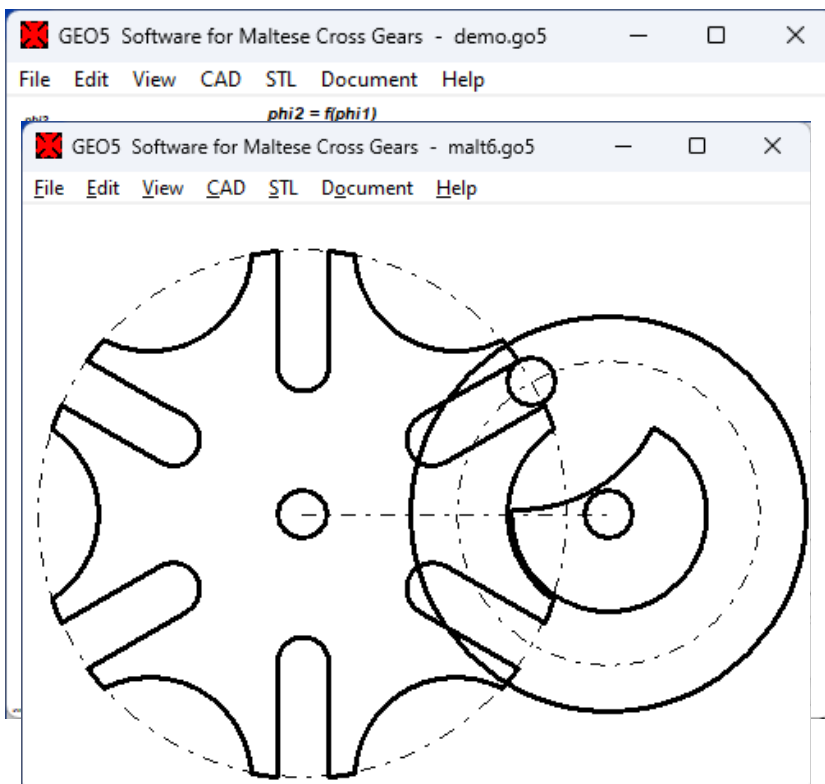 GEO5 Software for Maltese Cross Gears - demo.go5
File Edit View CAD STL Document Help
phi2 = f(phi1)
GEO5 Software for Maltese Cross Gears - malt6.go5
File Edit View CAD STL Document Help